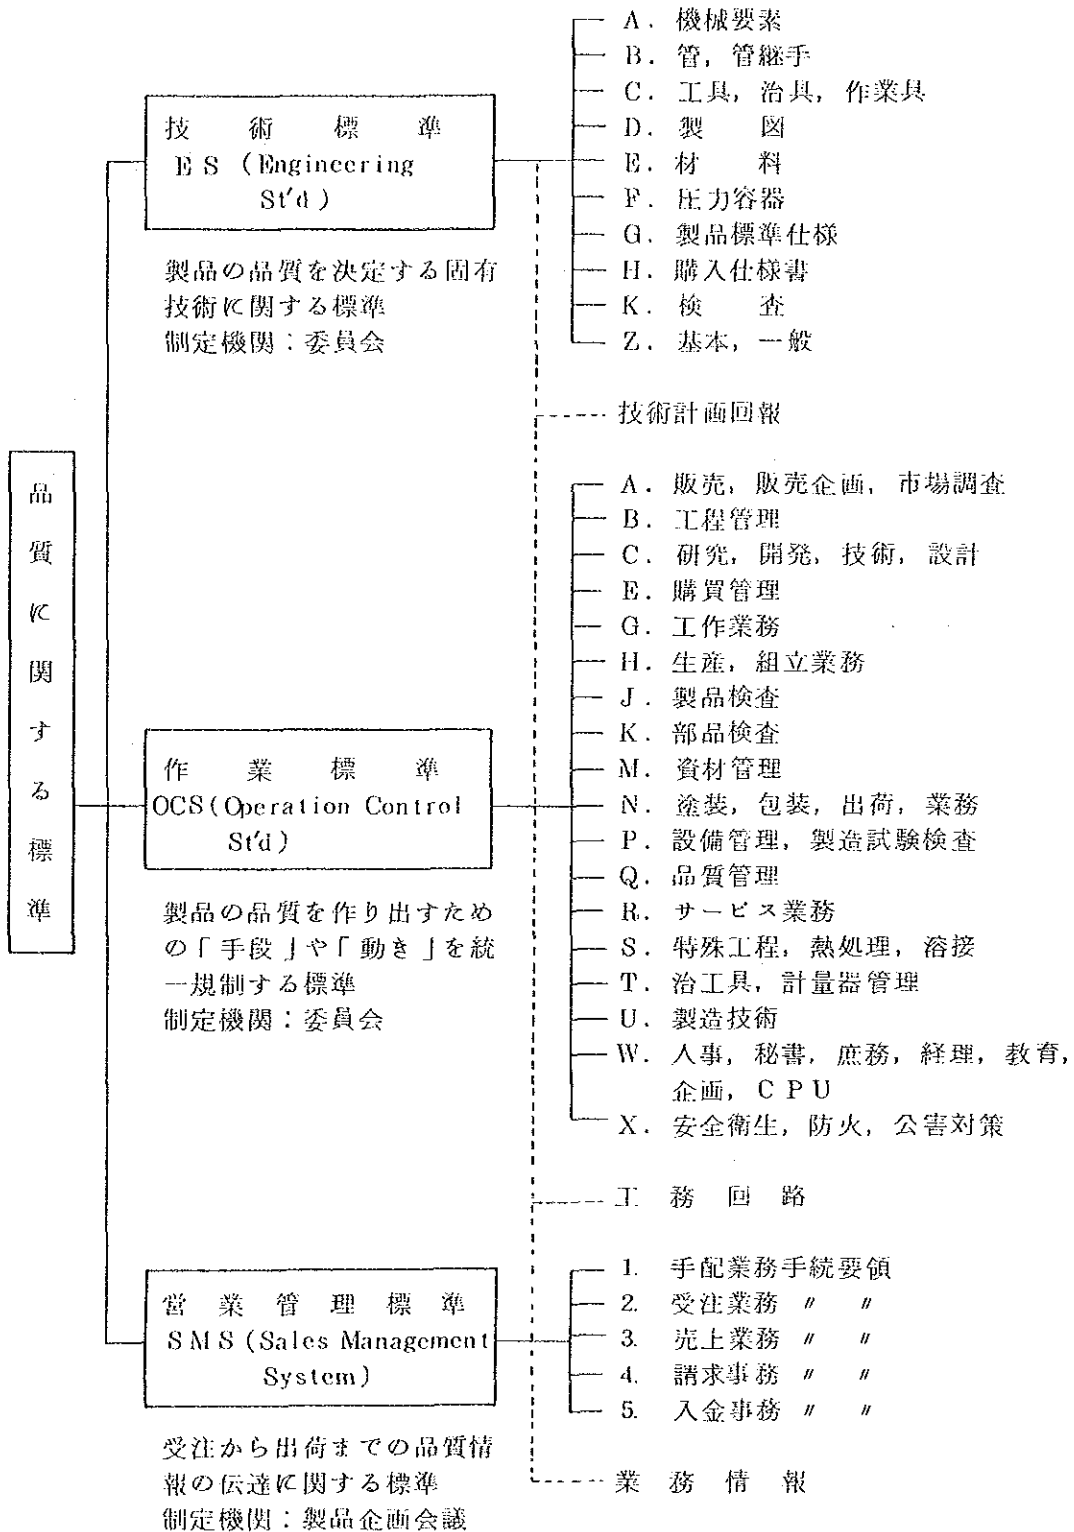 品質に関する標準
技術標準
ES (Engineering
St'd)
製品の品質を決定する固有
技術に関する標準
制定機関：委員会
A. 機械要素
B. 管, 管継手
C. 工具, 治具, 作業具
D. 製図
E. 材料
F. 圧力容器
G. 製品標準仕様
H. 購入仕様書
K. 検査
Z. 基本, 一般
技術計画回報
作業標準
OCS(Operation Control
St'd)
製品の品質を作り出すため
の「手段」や「動き」を統
一規制する標準
制定機関：委員会
A. 販売, 販売企画, 市場調査
B. 工程管理
C. 研究, 開発, 技術, 設計
E. 購買管理
G. 工作業務
H. 生産, 組立業務
J. 製品検査
K. 部品検査
M. 資材管理
N. 塗装, 包装, 出荷, 業務
P. 設備管理, 製造試験検査
Q. 品質管理
R. サービス業務
S. 特殊工程, 熱処理, 溶接
T. 治工具, 計量器管理
U. 製造技術
W. 人事, 秘書, 庶務, 経理, 教育,
企画, CPU
X. 安全衛生, 防火, 公害対策
工務回路
営業管理標準
SMS(Sales Management
System)
受注から出荷までの品質情
報の伝達に関する標準
制定機関：製品企画会議
1. 手配業務手続要領
2. 受注業務 〃 〃
3. 売上業務 〃 〃
4. 請求事務 〃 〃
5. 入金事務 〃 〃
業務情報